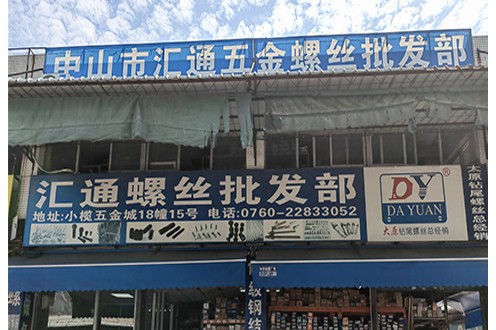 中山市汇通五金螺丝批发部
汇通螺丝批发部
地址:小榄五金城18幢15号 电话:0760-22833052
DY
DA YUAN
大原 钻尾螺丝总经销
大原钻尾螺丝总经销